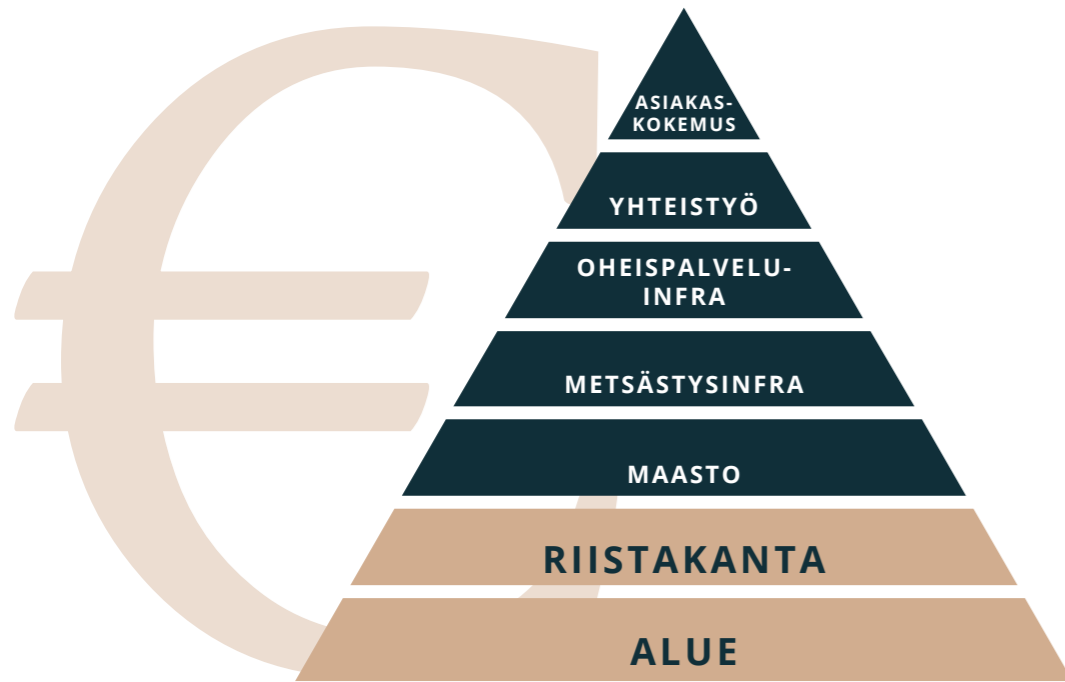 ASIAKAS-
KOKEMUS
YHTEISTYÖ
OHEISPALVELU-
INFRA
METSÄSTYSINFRA
MAASTO
RIISTAKANTA
ALUE